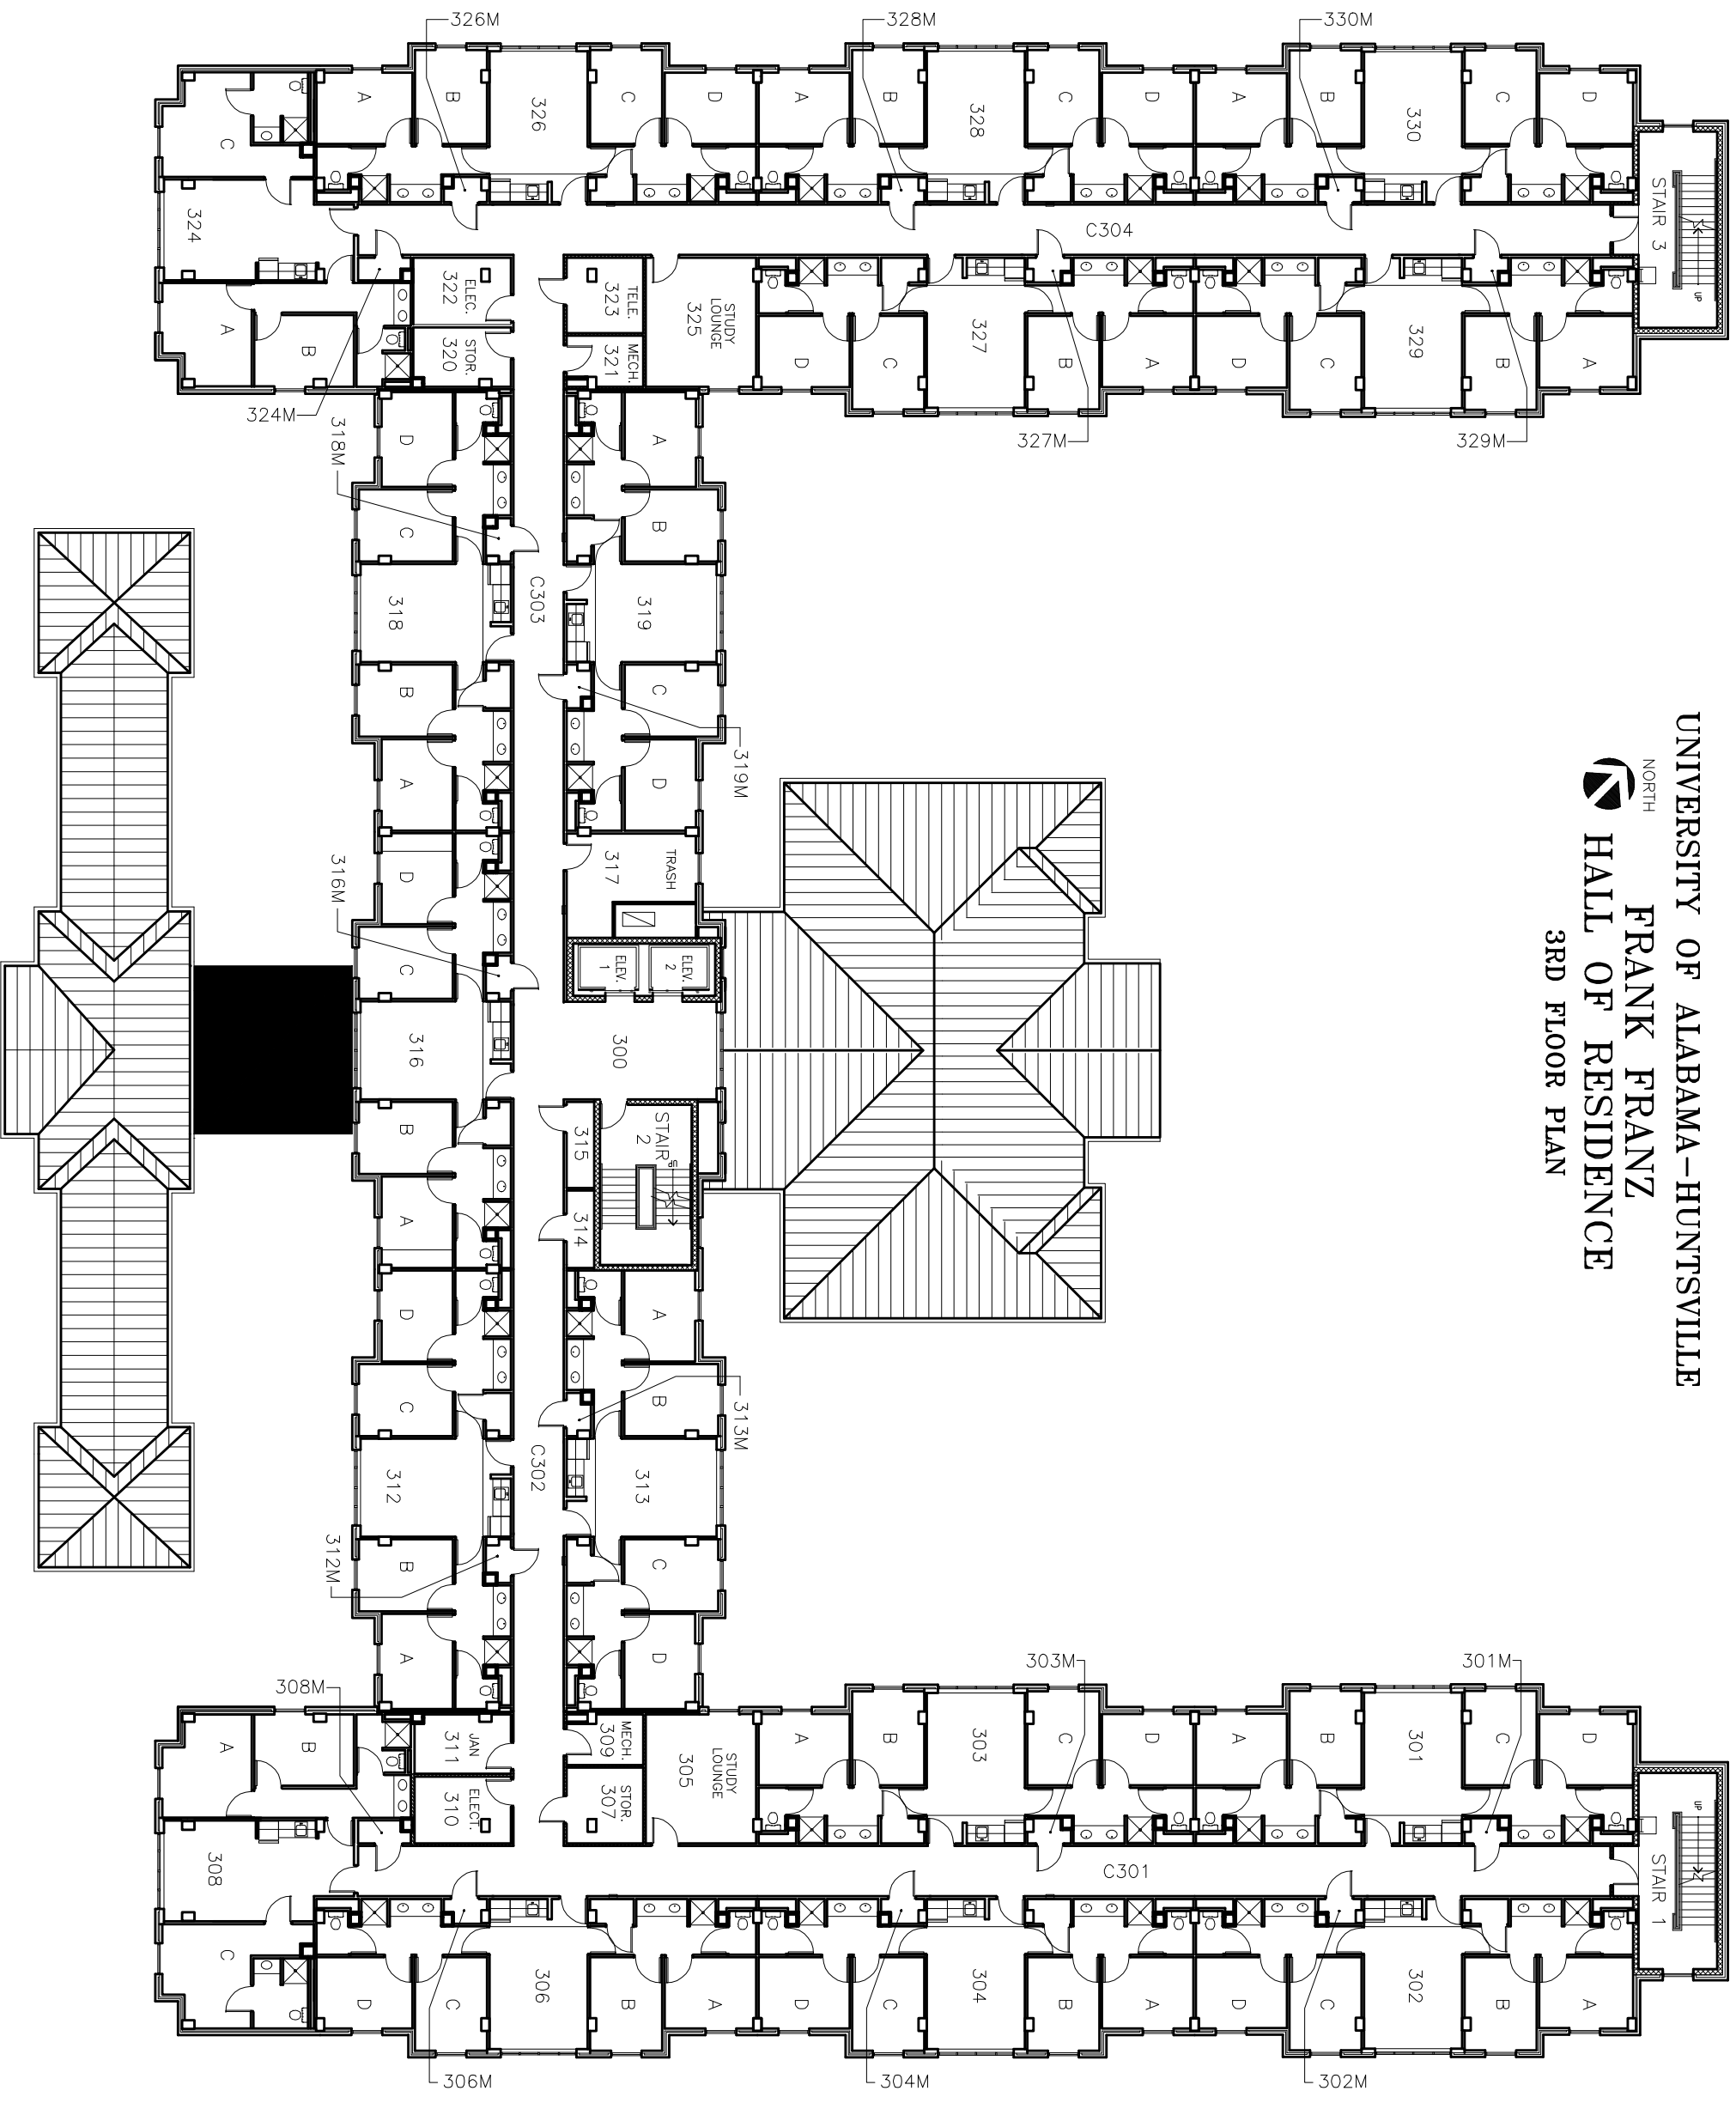 UNIVERSITY OF ALABAMA-HUNTSVILLE
FRANK FRANZ
HALL OF RESIDENCE
3RD FLOOR PLAN
NORTH
326M
328M
330M
A
B
326
C
D
A
B
328
C
D
A
B
330
C
D
STAIR 3
UP
C
324
A
B
324M
C304
ELEC.
322
STOR.
320
TELE.
323
MECH.
321
STUDY
LOUNGE
325
D
C
327
B
A
D
C
329
B
A
327M
329M
318M
D
C
318
B
A
C303
A
B
319
C
D
319M
TRASH
317
ELEV.
1
ELEV.
2
300
316M
D
C
316
B
A
315
314
STAIR
2
UP
D
C
312
B
A
312M
C302
A
B
313
C
D
313M
308M
A
B
308
C
JAN
311
ELECT.
310
MECH.
309
STOR.
307
STUDY
LOUNGE
305
303M
301M
A
B
303
C
D
A
B
301
C
D
C301
STAIR 1
UP
D
C
306
B
A
D
C
304
B
A
D
C
302
B
A
306M
304M
302M